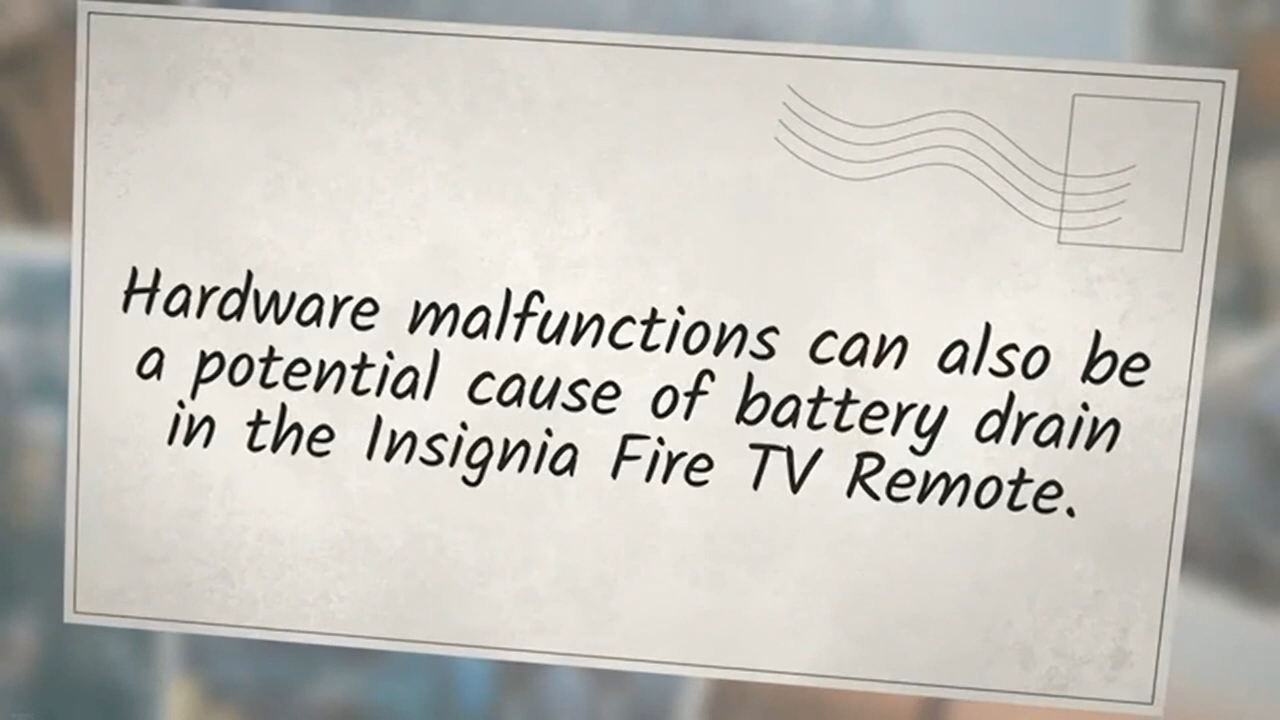 Hardware malfunctions can also be
a potential cause of battery drain
in the Insignia Fire TV Remote.